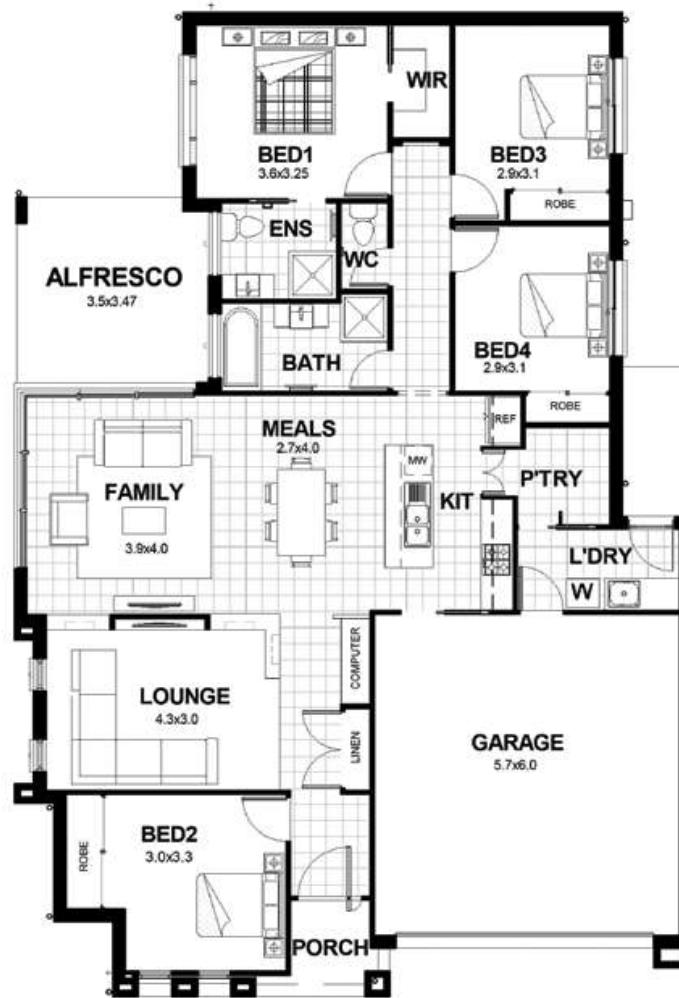 WIR
BED1
3.6x3.25
BED3
2.9x3.1
ROBE
ENS
WC
ALFRESCO
3.5x3.47
BATH
BED4
2.9x3.1
ROBE
MEALS
2.7x4.0
REF
MW
KIT
P'TRY
FAMILY
3.9x4.0
L'DRY
W
COMPUTER
LOUNGE
4.3x3.0
LINEN
GARAGE
5.7x6.0
BED2
3.0x3.3
ROBE
PORCH